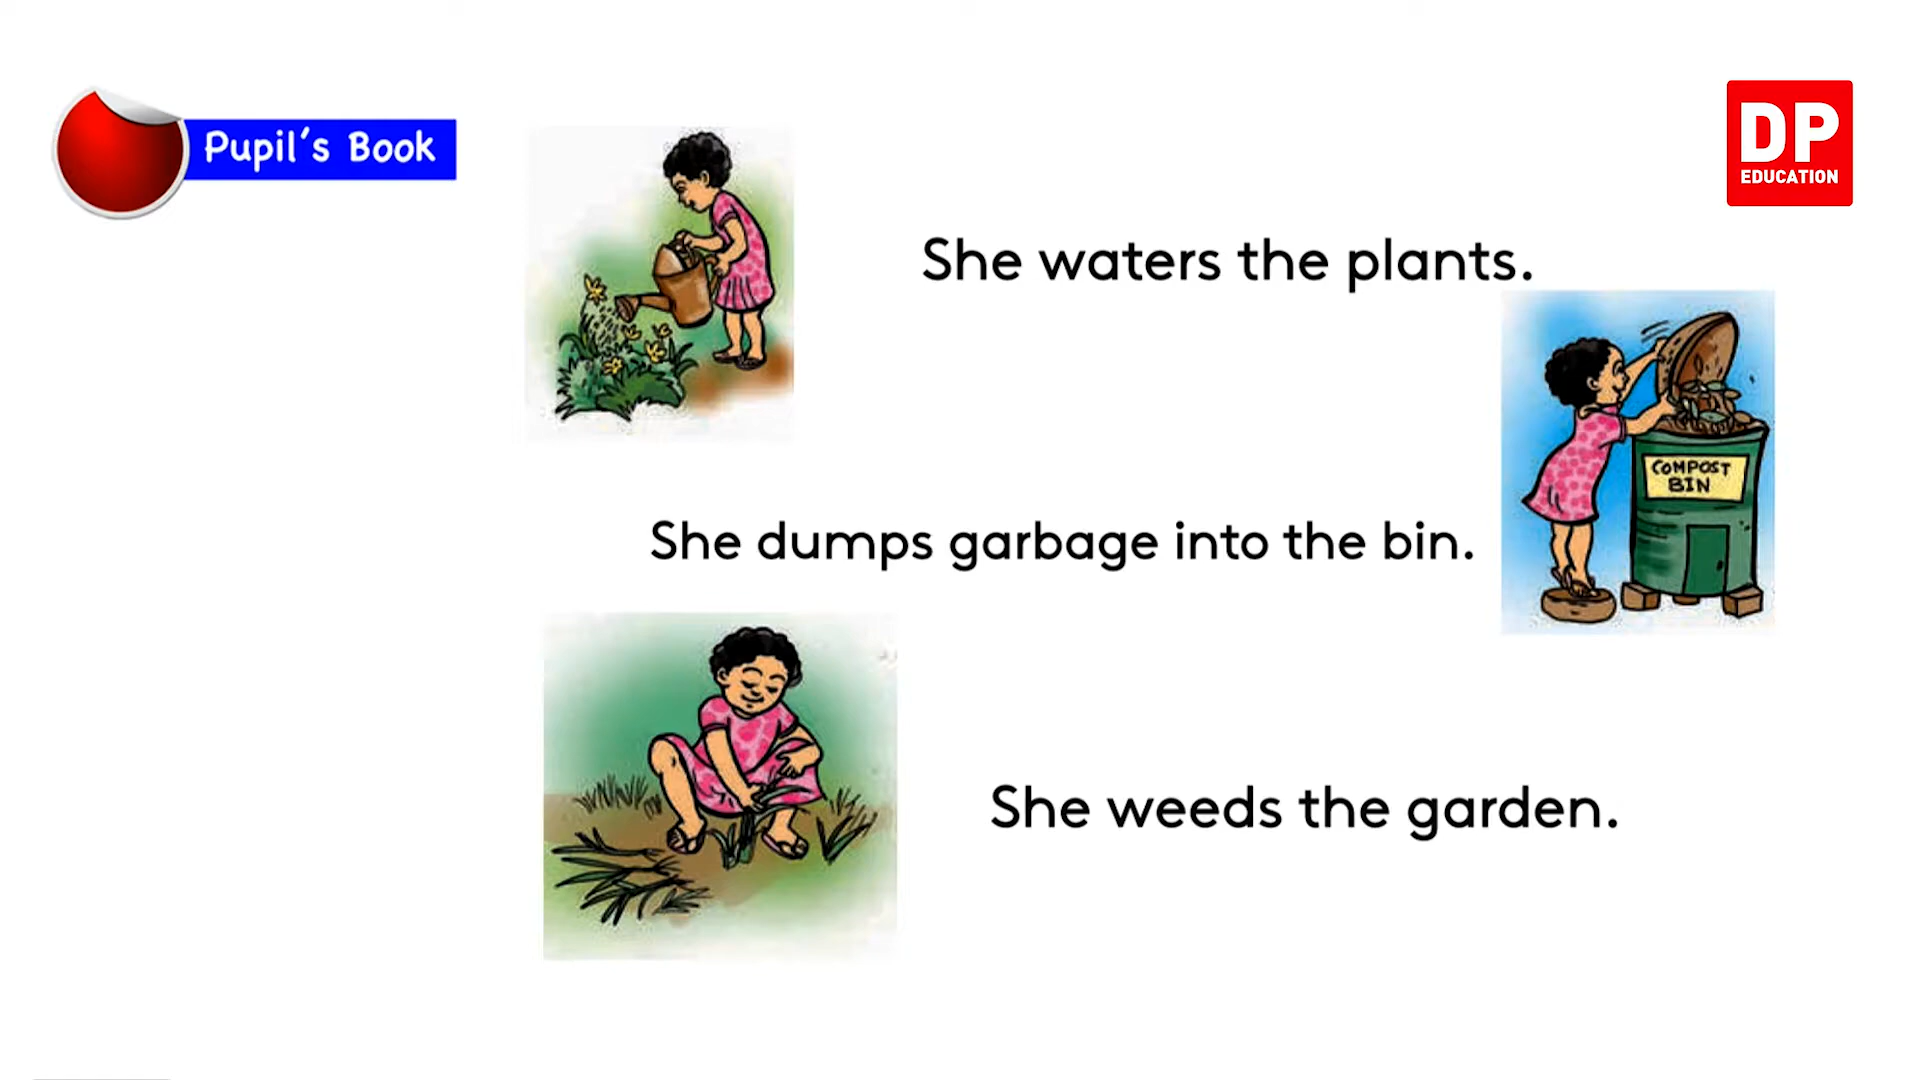 Pupil's Book
DP
EDUCATION
She waters the plants.
COMPOST
BIN
She dumps garbage into the bin.
She weeds the garden.